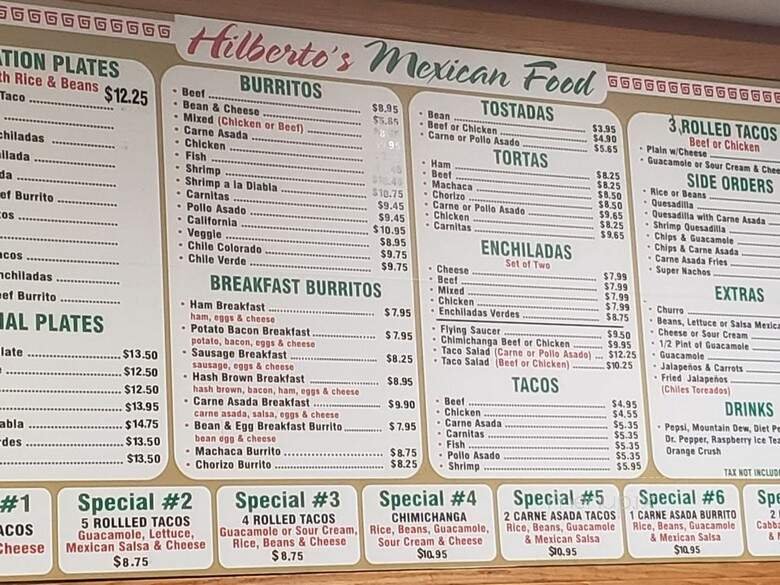 Hilberto's Mexican Food
TION PLATES
th Rice & Beans $12.25
Taco
chiladas
llada
da
ef Burrito
os
acos
nchiladas
eef Burrito
IAL PLATES
late $13.50
$12.50
$12.50
$13.95
abla $14.75
rdes $13.50
$13.50
BURRITOS
Beef $8.95
Bean & Cheese $5.85
Mixed (Chicken or Beef)
Carne Asada
Chicken
Fish
Shrimp
Shrimp a la Diabla $10.75
Carnitas $9.45
Pollo Asado $9.45
California $10.95
Veggie $8.95
Chile Colorado $9.75
Chile Verde $9.75
BREAKFAST BURRITOS
Ham Breakfast $7.95
ham, eggs & cheese
Potato Bacon Breakfast $7.95
potato, bacon, eggs & cheese
Sausage Breakfast $8.25
sausage, eggs & cheese
Hash Brown Breakfast $8.95
hash brown, bacon, ham, eggs & cheese
Carne Asada Breakfast $9.90
carne asada, salsa, eggs & cheese
Bean & Egg Breakfast Burrito $7.95
bean egg & cheese
Machaca Burrito $8.75
Chorizo Burrito $8.25
TOSTADAS
Bean $3.95
Beef or Chicken $4.90
Carne or Pollo Asado $5.65
TORTAS
Ham $8.25
Beef $8.25
Machaca $8.50
Chorizo $8.50
Carne or Pollo Asado $9.65
Chicken $8.25
Carnitas $9.65
ENCHILADAS
Set of Two
Cheese $7.99
Beef $7.99
Mixed $7.99
Chicken $7.99
Enchiladas Verdes $8.75
Flying Saucer $9.50
Chimichanga Beef or Chicken $9.95
Taco Salad (Carne or Pollo Asado) $12.25
Taco Salad (Beef or Chicken) $10.25
TACOS
Beef $4.95
Chicken $4.55
Carne Asada $5.35
Carnitas $5.35
Fish $5.35
Pollo Asado $5.35
Shrimp $5.95
3 ROLLED TACOS
Beef or Chicken
Plain w/Cheese
Guacamole or Sour Cream & Chee
SIDE ORDERS
Rice or Beans
Quesadilla
Quesadilla with Carne Asada
Shrimp Quesadilla
Chips & Guacamole
Chips & Carne Asada
Carne Asada Fries
Super Nachos
EXTRAS
Churro
Beans, Lettuce or Salsa Mexica
Cheese or Sour Cream
1/2 Pint of Guacamole
Guacamole
Jalapeños & Carrots
Fried Jalapeños
(Chiles Toreados)
DRINKS
Pepsi, Mountain Dew, Diet Pe
Dr. Pepper, Raspberry Ice Tea
Orange Crush
TAX NOT INCLUD
#1
ACOS
Cheese
Special #2
5 ROLLLED TACOS
Guacamole, Lettuce,
Mexican Salsa & Cheese
$8.75
Special #3
4 ROLLED TACOS
Guacamole or Sour Cream,
Rice, Beans & Cheese
$8.75
Special #4
CHIMICHANGA
Rice, Beans, Guacamole,
Sour Cream & Cheese
$10.95
Special #5
2 CARNE ASADA TACOS
Rice, Beans, Guacamole
& Mexican Salsa
$10.95
Special #6
1 CARNE ASADA BURRITO
Rice, Beans, Guacamole
& Mexican Salsa
$10.95
Spe
2
Cabba
&